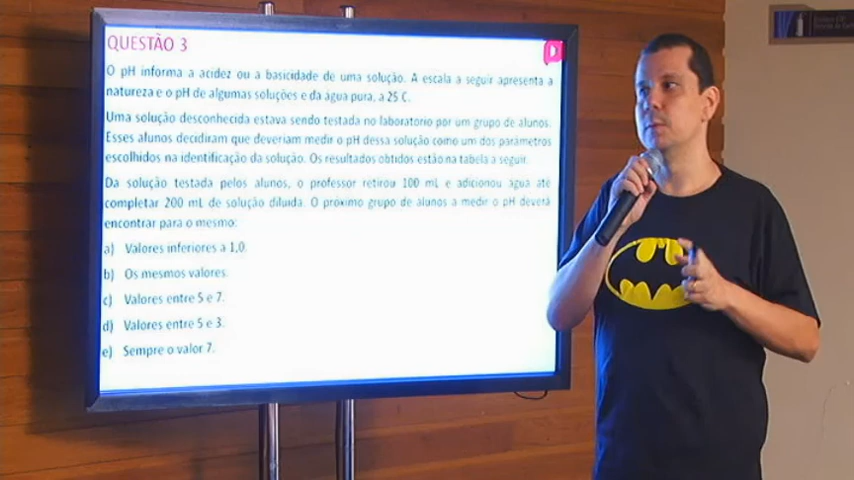 QUESTÃO 3
O pH informa a acidez ou a basicidade de uma solução. A escala a seguir apresenta a
natureza e o pH de algumas soluções e da água pura, a 25 C.
Uma solução desconhecida estava sendo testada no laboratorio por um grupo de alunos.
Esses alunos decidiram que deveriam medir o pH dessa solução como um dos parâmetros
escolhidos na identificação da solução. Os resultados obtidos estão na tabela a seguir.
Da solução testada pelos alunos, o professor retirou 100 mL e adicionou água até
completar 200 mL de solução diluída. O próximo grupo de alunos a medir o pH deverá
encontrar para o mesmo:
a) Valores inferiores a 1,0.
b) Os mesmos valores.
c) Valores entre 5 e 7.
d) Valores entre 5 e 3.
e) Sempre o valor 7.